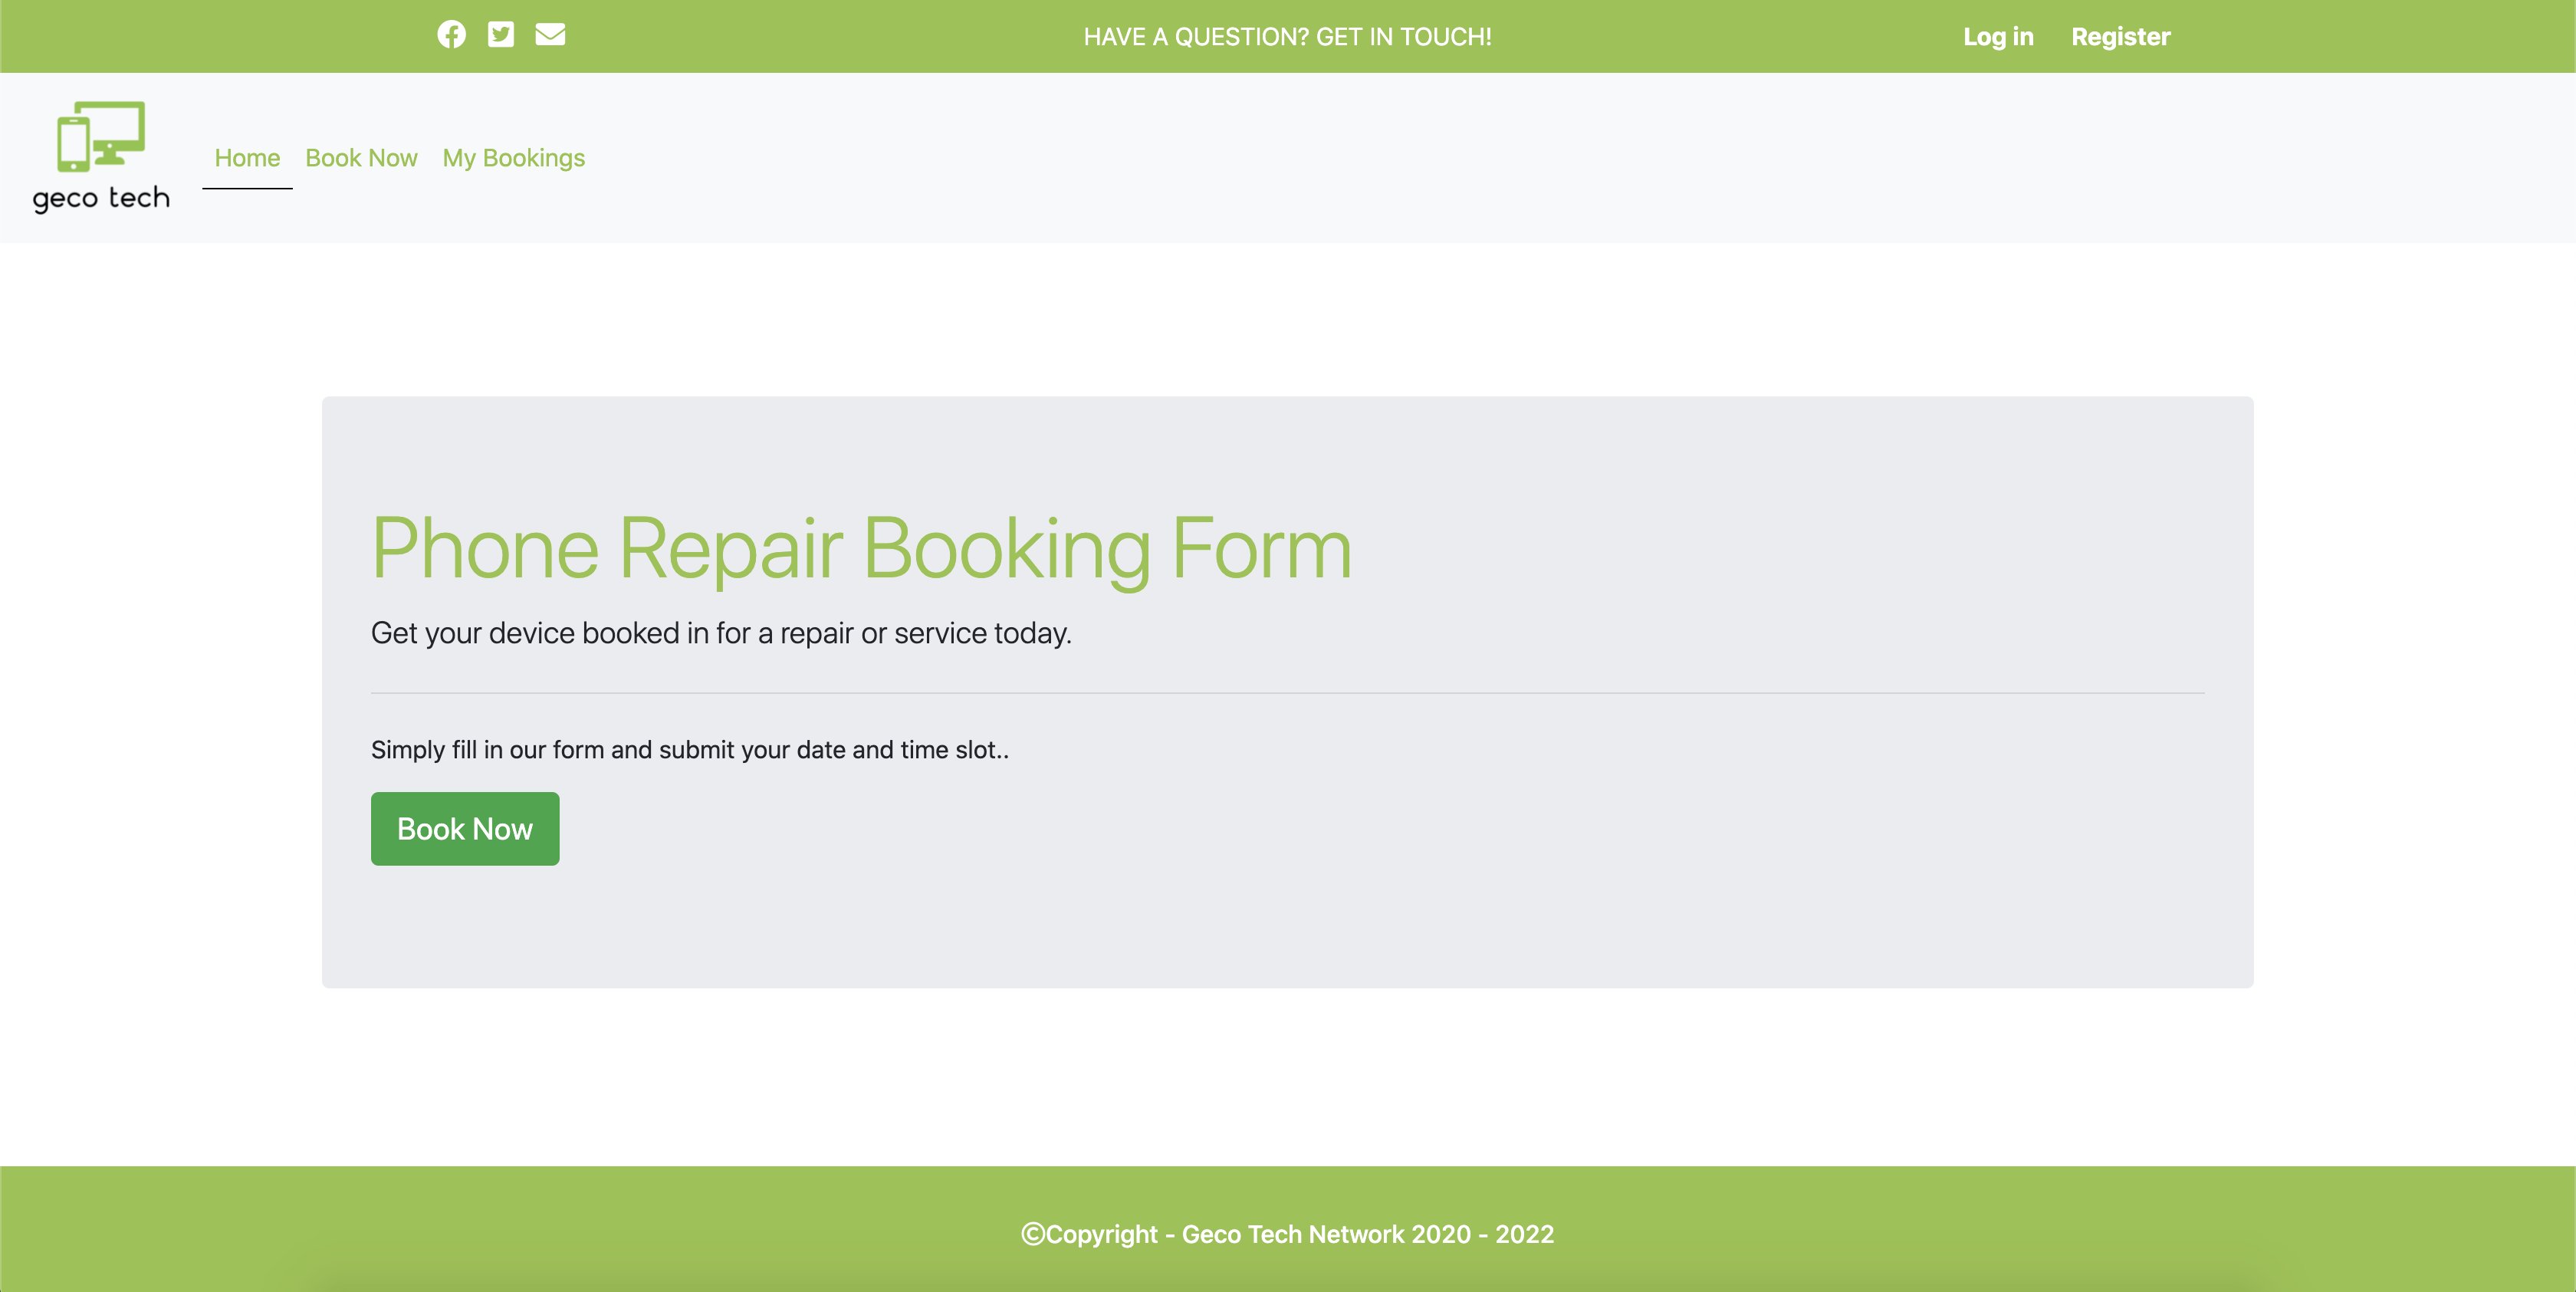 HAVE A QUESTION? GET IN TOUCH!
Log in Register
geco tech
Home Book Now My Bookings
Phone Repair Booking Form
Get your device booked in for a repair or service today.
Simply fill in our form and submit your date and time slot..
Book Now
©Copyright - Geco Tech Network 2020 - 2022